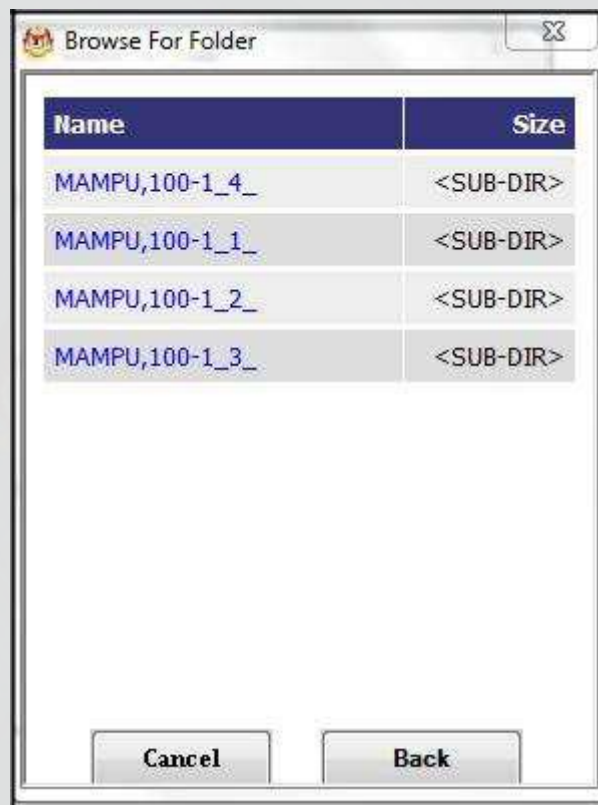 Browse For Folder
Name Size
MAMPU,100-1_4_ <SUB-DIR>
MAMPU,100-1_1_ <SUB-DIR>
MAMPU,100-1_2_ <SUB-DIR>
MAMPU,100-1_3_ <SUB-DIR>
Cancel Back